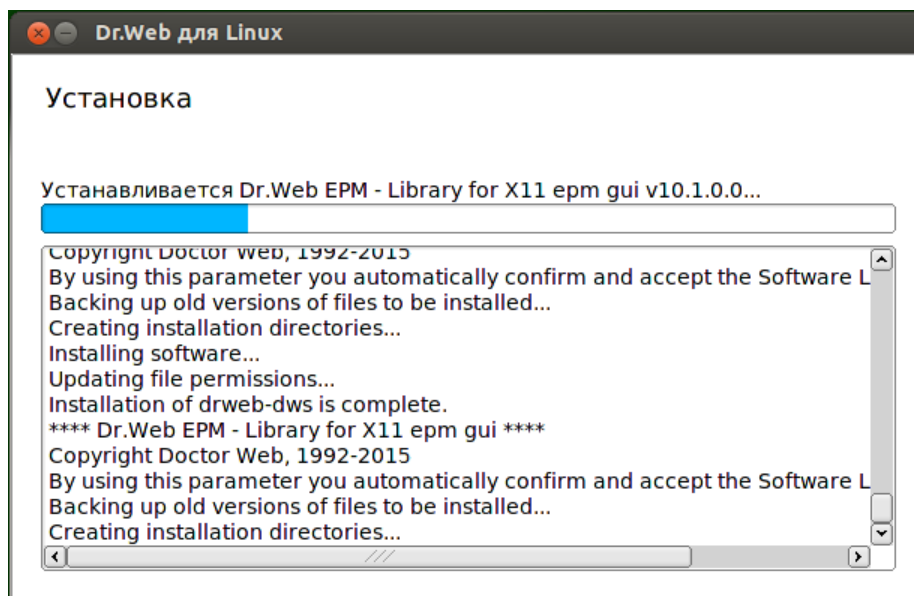 Dr.Web для Linux
Установка
Устанавливается Dr.Web EPM - Library for X11 epm gui v10.1.0.0...
Copyright Doctor Web, 1992-2015
By using this parameter you automatically confirm and accept the Software L
Backing up old versions of files to be installed...
Creating installation directories...
Installing software...
Updating file permissions...
Installation of drweb-dws is complete.
**** Dr.Web EPM - Library for X11 epm gui ****
Copyright Doctor Web, 1992-2015
By using this parameter you automatically confirm and accept the Software L
Backing up old versions of files to be installed...
Creating installation directories...